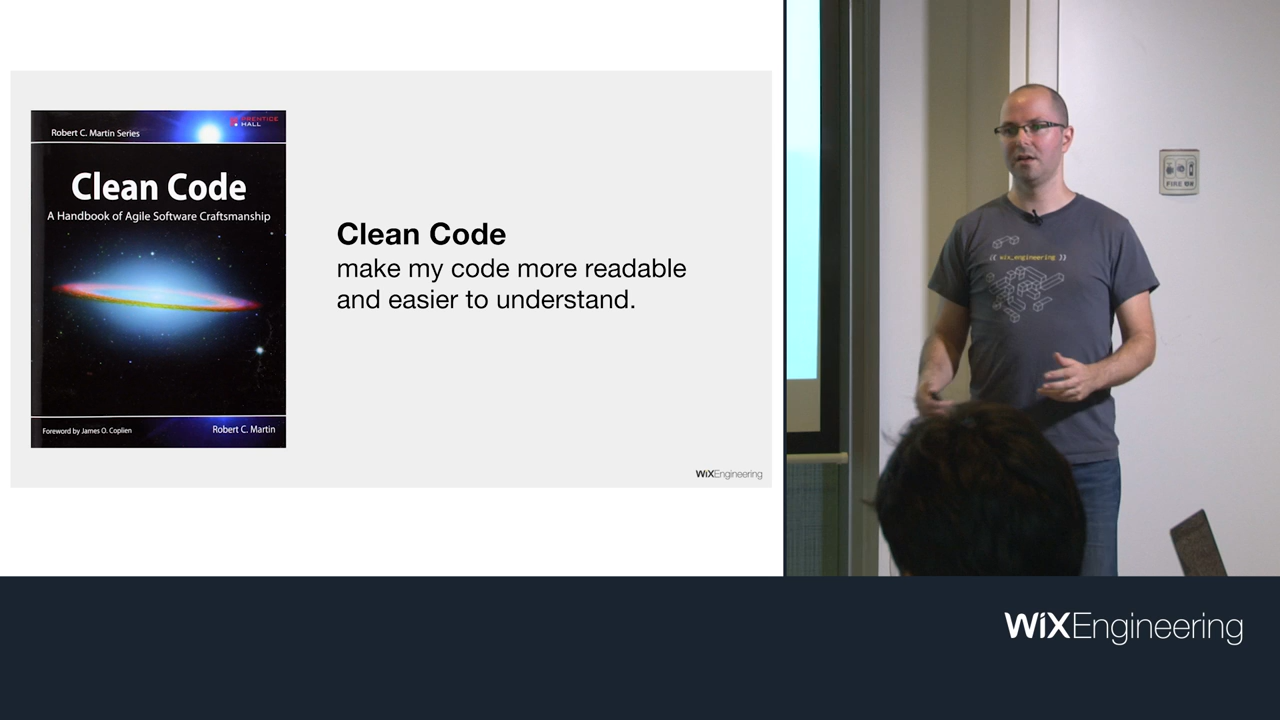 Robert C. Martin Series
PRENTICE
HALL
Clean Code
A Handbook of Agile Software Craftsmanship
Foreword by James O. Coplien
Robert C. Martin
Clean Code
make my code more readable
and easier to understand.
WiXEngineering
{{ wix_engineering }}
FIRE
WiXEngineering